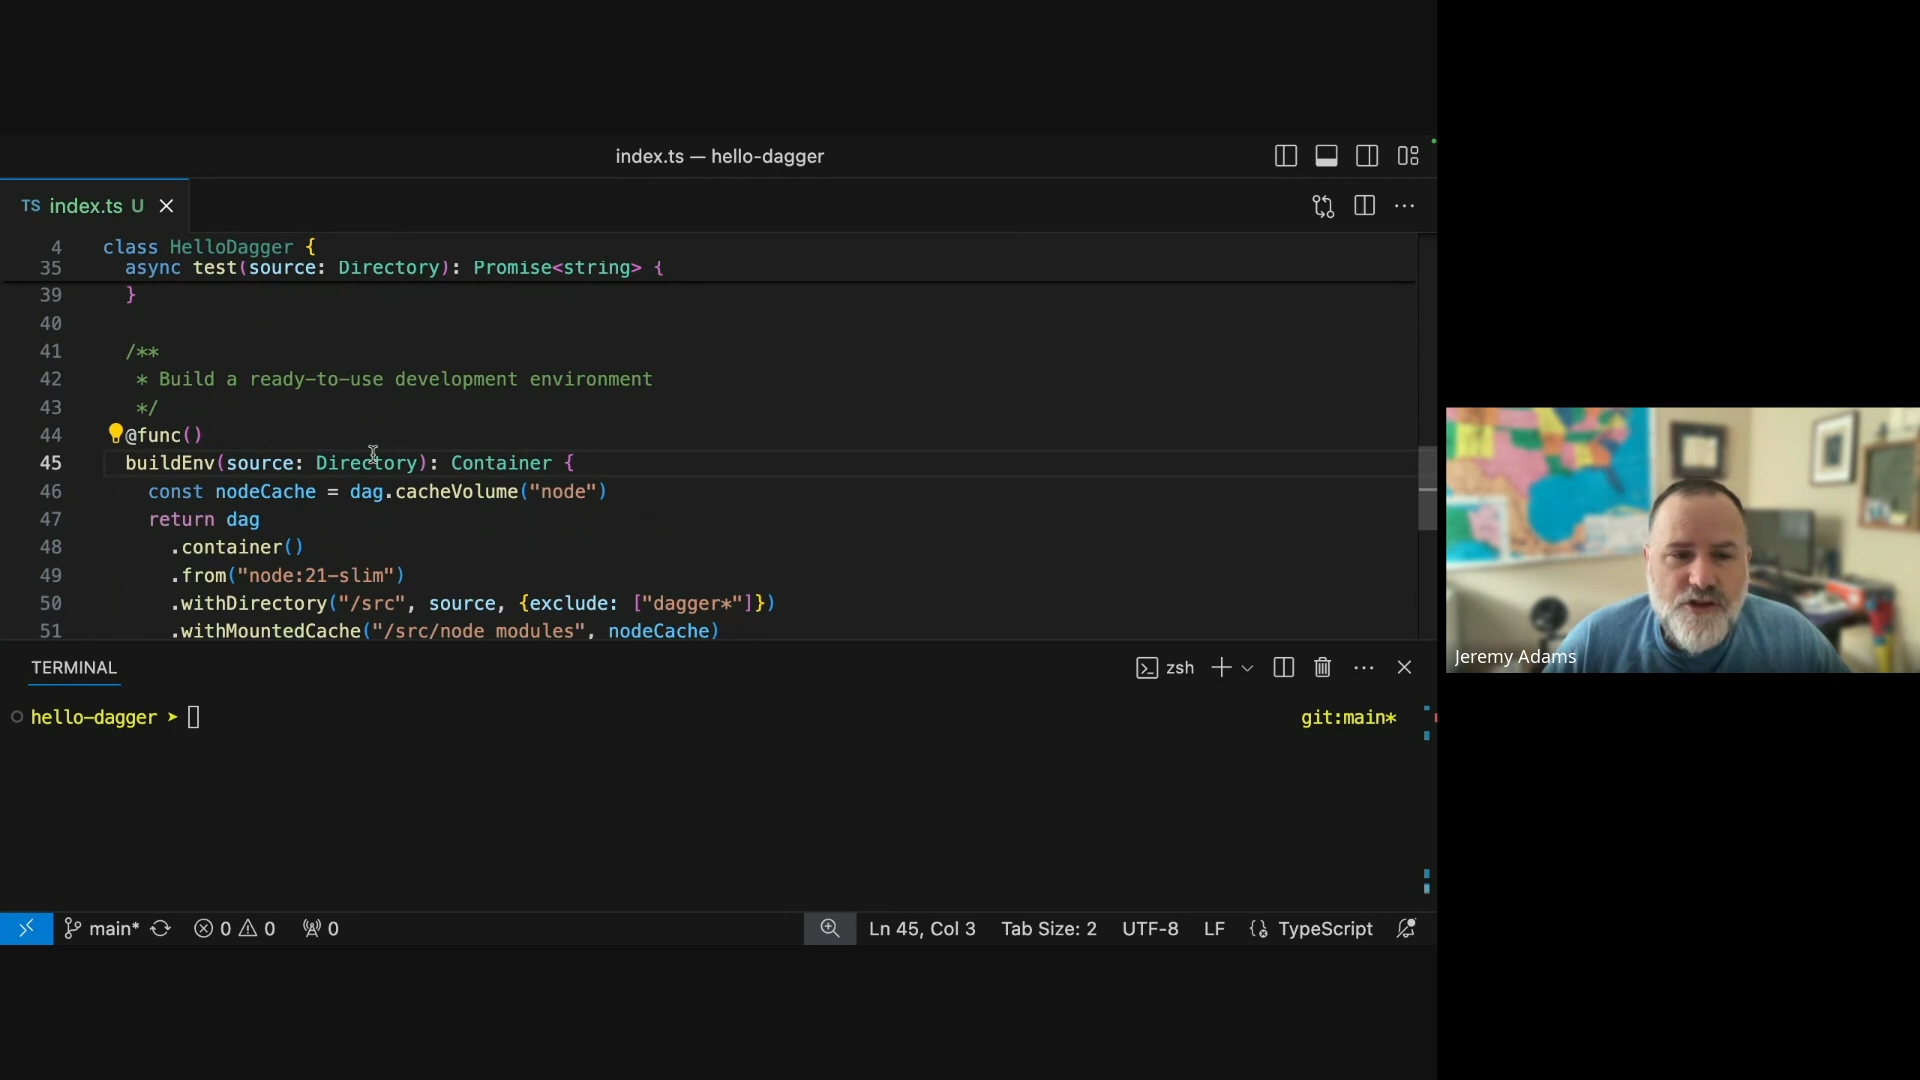 index.ts — hello-dagger
TS index.ts U
4 class HelloDagger {
35 async test(source: Directory): Promise<string> {
39 }
40
41 /**
42 * Build a ready-to-use development environment
43 */
44 @func()
45 buildEnv(source: Directory): Container {
46 const nodeCache = dag.cacheVolume("node")
47 return dag
48 .container()
49 .from("node:21-slim")
50 .withDirectory("/src", source, {exclude: ["dagger*"]})
51 .withMountedCache("/src/node_modules", nodeCache)
Jeremy Adams
TERMINAL
zsh
hello-dagger
git:main*
main* 0 0 0 Ln 45, Col 3 Tab Size: 2 UTF-8 LF TypeScript